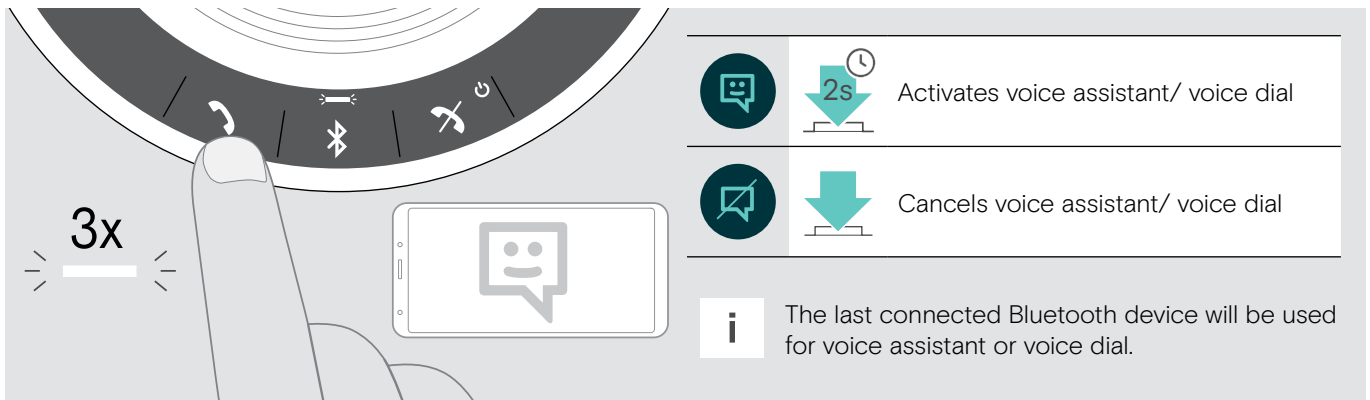 2s
Activates voice assistant/ voice dial
Cancels voice assistant/ voice dial
3x
i
The last connected Bluetooth device will be used
for voice assistant or voice dial.